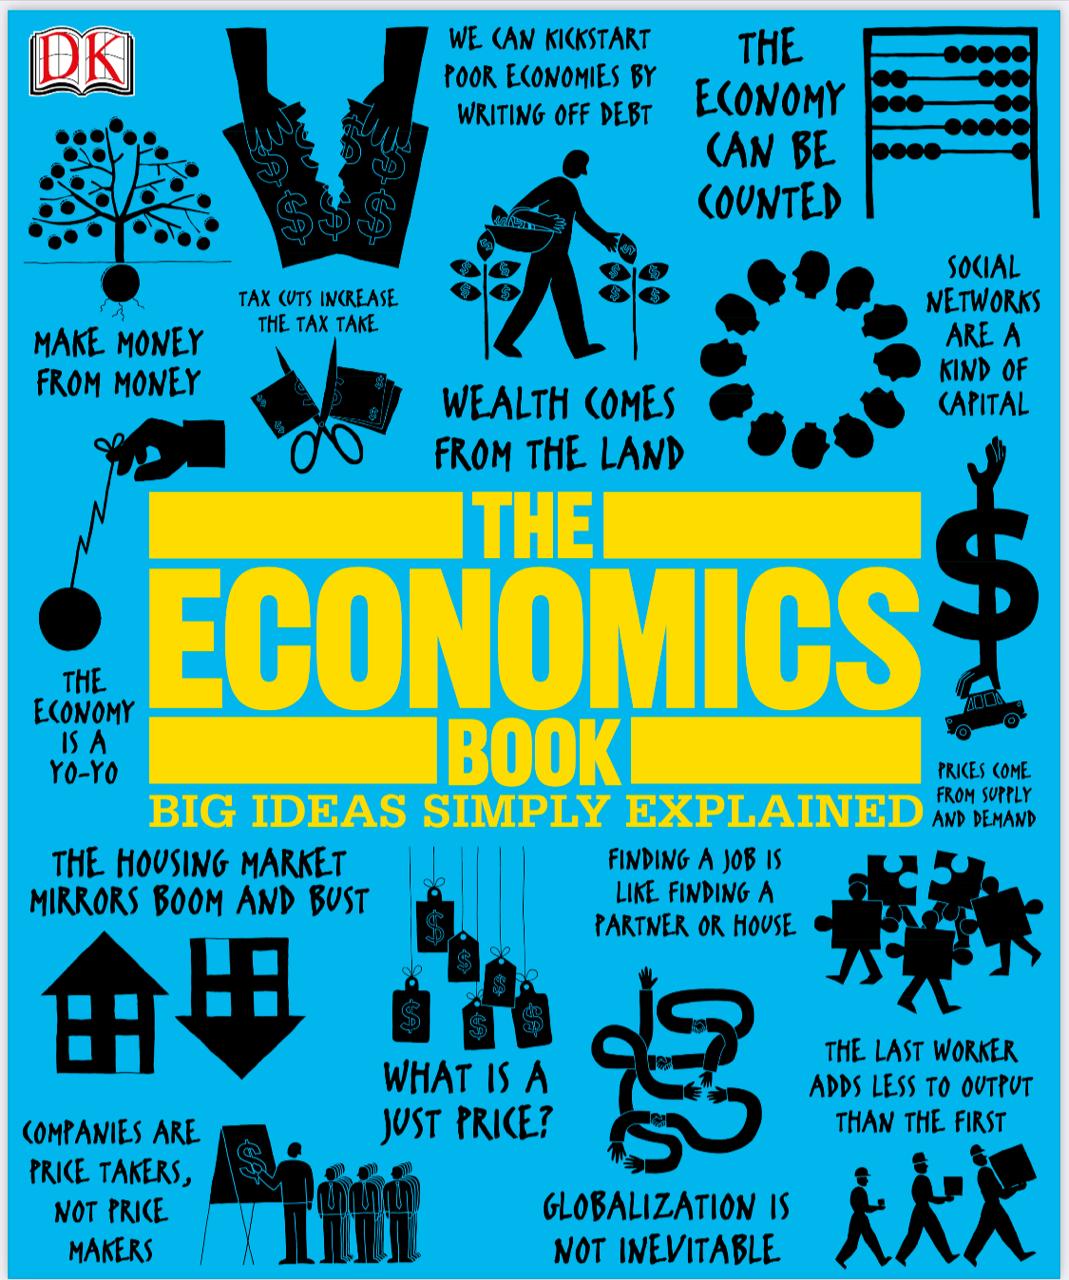 DK
WE CAN KICKSTART
POOR ECONOMIES BY
WRITING OFF DEBT
THE
ECONOMY
CAN BE
COUNTED
MAKE MONEY
FROM MONEY
TAX CUTS INCREASE
THE TAX TAKE
WEALTH COMES
FROM THE LAND
SOCIAL
NETWORKS
ARE A
KIND OF
CAPITAL
THE
ECONOMICS
BOOK
BIG IDEAS SIMPLY EXPLAINED
THE
ECONOMY
IS A
YO-YO
$
PRICES COME
FROM SUPPLY
AND DEMAND
THE HOUSING MARKET
MIRRORS BOOM AND BUST
FINDING A JOB IS
LIKE FINDING A
PARTNER OR HOUSE
WHAT IS A
JUST PRICE?
THE LAST WORKER
ADDS LESS TO OUTPUT
THAN THE FIRST
COMPANIES ARE
PRICE TAKERS,
NOT PRICE
MAKERS
GLOBALIZATION IS
NOT INEVITABLE